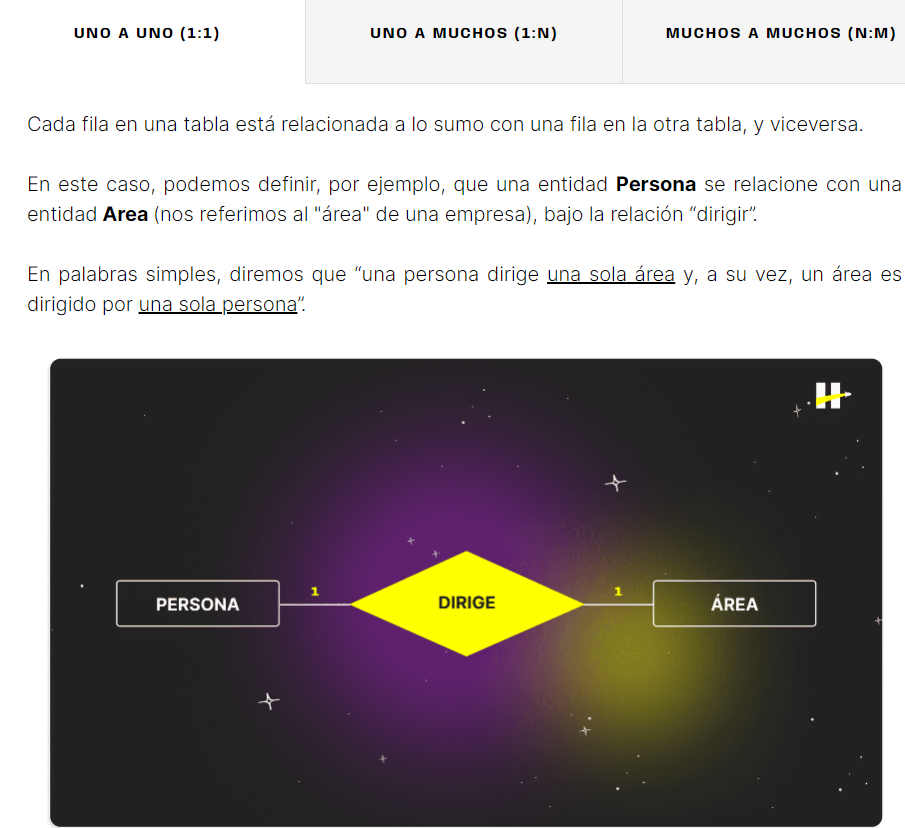 UNO A UNO (1:1)
UNO A MUCHOS (1:N)
MUCHOS A MUCHOS (N:M)
Cada fila en una tabla está relacionada a lo sumo con una fila en la otra tabla, y viceversa.
En este caso, podemos definir, por ejemplo, que una entidad Persona se relacione con una
entidad Area (nos referimos al "área" de una empresa), bajo la relación “dirigir”.
En palabras simples, diremos que “una persona dirige una sola área y, a su vez, un área es
dirigido por una sola persona”.
H
PERSONA
1
DIRIGE
1
ÁREA